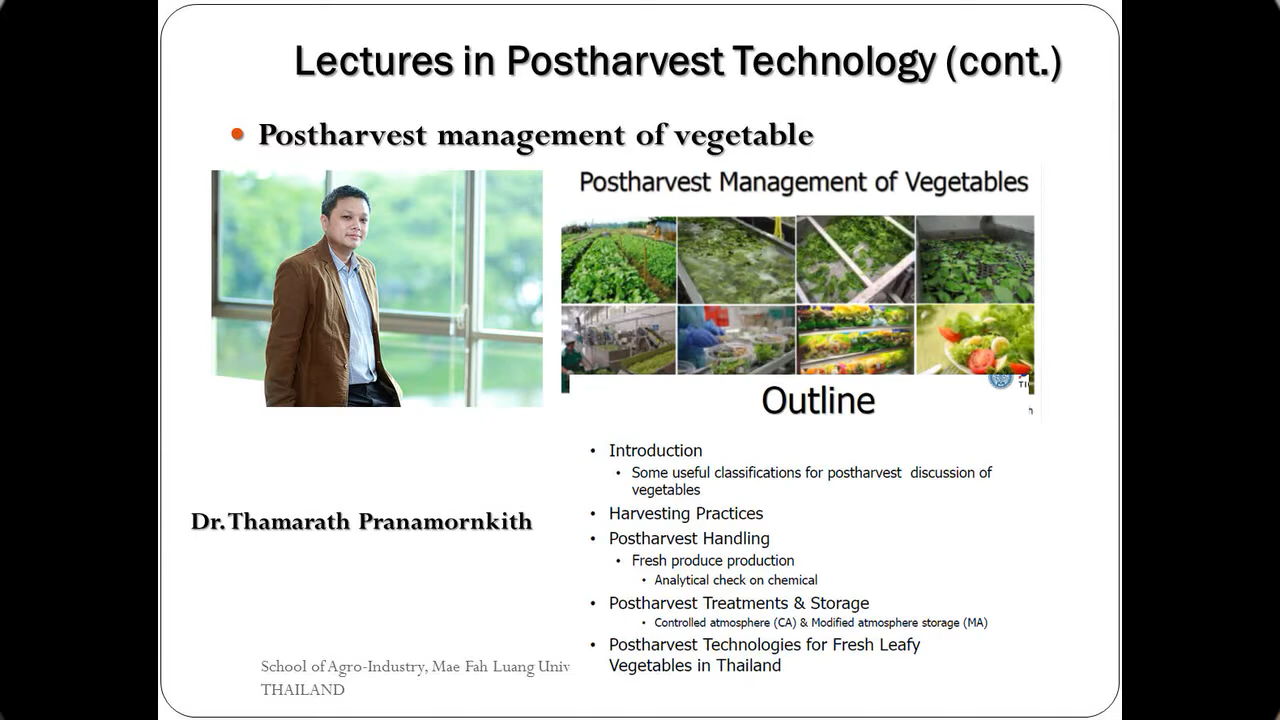 Lectures in Postharvest Technology (cont.)
• Postharvest management of vegetable
Postharvest Management of Vegetables
Outline
• Introduction
• Some useful classifications for postharvest discussion of
vegetables
• Harvesting Practices
• Postharvest Handling
• Fresh produce production
• Analytical check on chemical
• Postharvest Treatments & Storage
• Controlled atmosphere (CA) & Modified atmosphere storage (MA)
• Postharvest Technologies for Fresh Leafy
Vegetables in Thailand
Dr.Thamarath Pranamornkith
School of Agro-Industry, Mae Fah Luang Univ
THAILAND